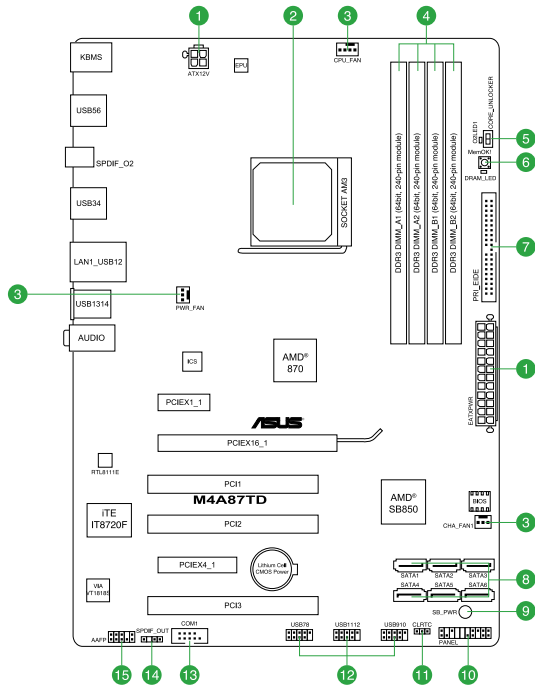 1
2
3
4
KBMS
ATX12V
EPU
CPU_FAN
CORE_UNLOCKER
O2LED1
5
MemOK!
6
DRAM_LED
USB56
SPDIF_O2
USB34
SOCKET AM3
DDR3 DIMM_A1 (64bit, 240-pin module)
DDR3 DIMM_A2 (64bit, 240-pin module)
DDR3 DIMM_B1 (64bit, 240-pin module)
DDR3 DIMM_B2 (64bit, 240-pin module)
PRI_EIDE
7
LAN1_USB12
3
USB1314
PWR_FAN
AUDIO
ICS
AMD®
870
EATXPWR
1
PCIEX1_1
ASUS
PCIEX16_1
RTL8111E
PCI1
M4A87TD
AMD®
SB850
BIOS
iTE
IT8720F
PCI2
CHA_FAN1
3
PCIEX4_1
Lithium Cell
CMOS Power
SATA1
SATA2
SATA3
8
VIA
VT1818S
SATA4
SATA5
SATA6
PCI3
SB_PWR
9
AAFP
SPDIF_OUT
COM1
USB78
USB1112
USB910
CLRTC
PANEL
15
14
13
12
11
10